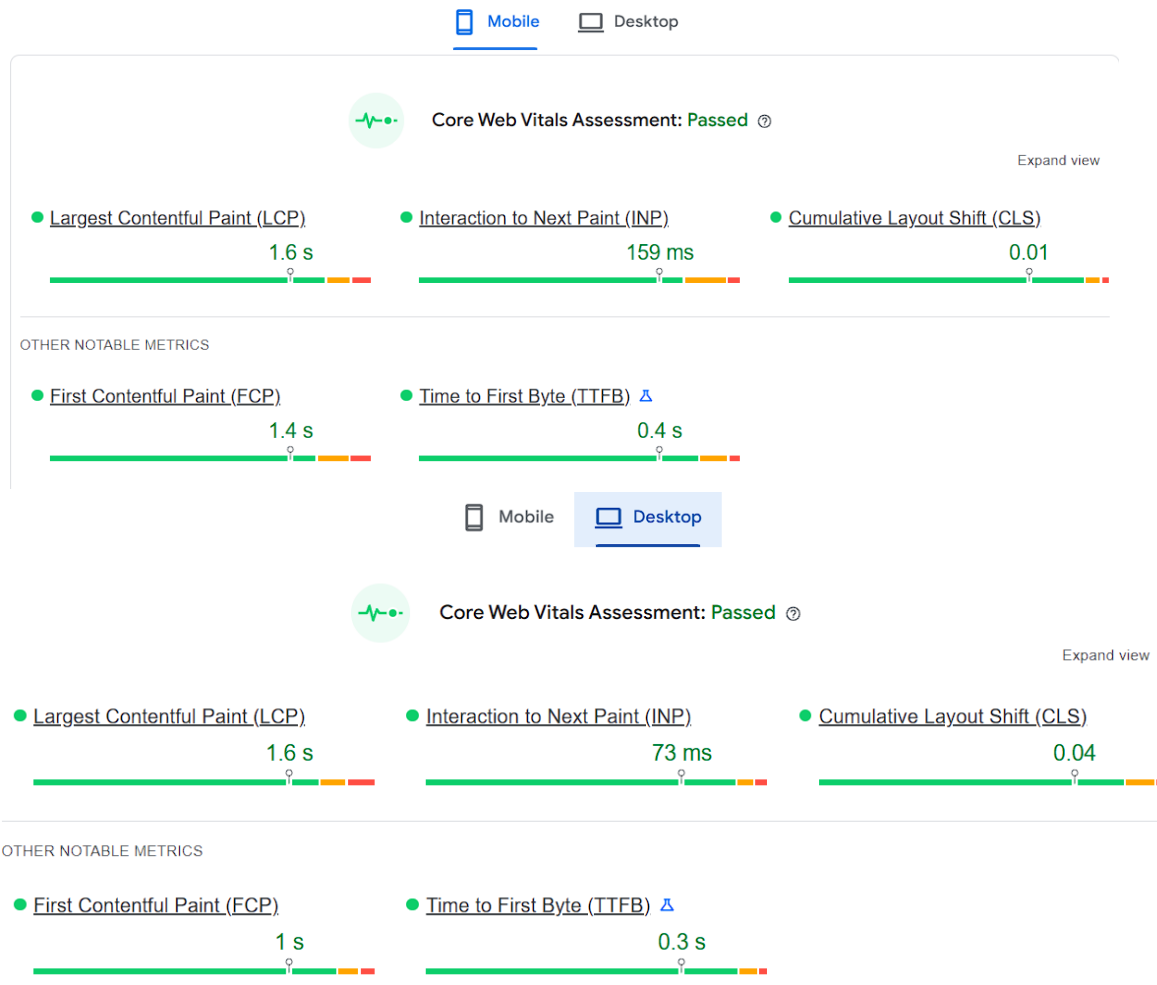 Mobile Desktop
Core Web Vitals Assessment: Passed
Expand view
Largest Contentful Paint (LCP) Interaction to Next Paint (INP) Cumulative Layout Shift (CLS)
1.6 s 159 ms 0.01
OTHER NOTABLE METRICS
First Contentful Paint (FCP) Time to First Byte (TTFB)
1.4 s 0.4 s
Mobile Desktop
Core Web Vitals Assessment: Passed
Expand view
Largest Contentful Paint (LCP) Interaction to Next Paint (INP) Cumulative Layout Shift (CLS)
1.6 s 73 ms 0.04
OTHER NOTABLE METRICS
First Contentful Paint (FCP) Time to First Byte (TTFB)
1 s 0.3 s